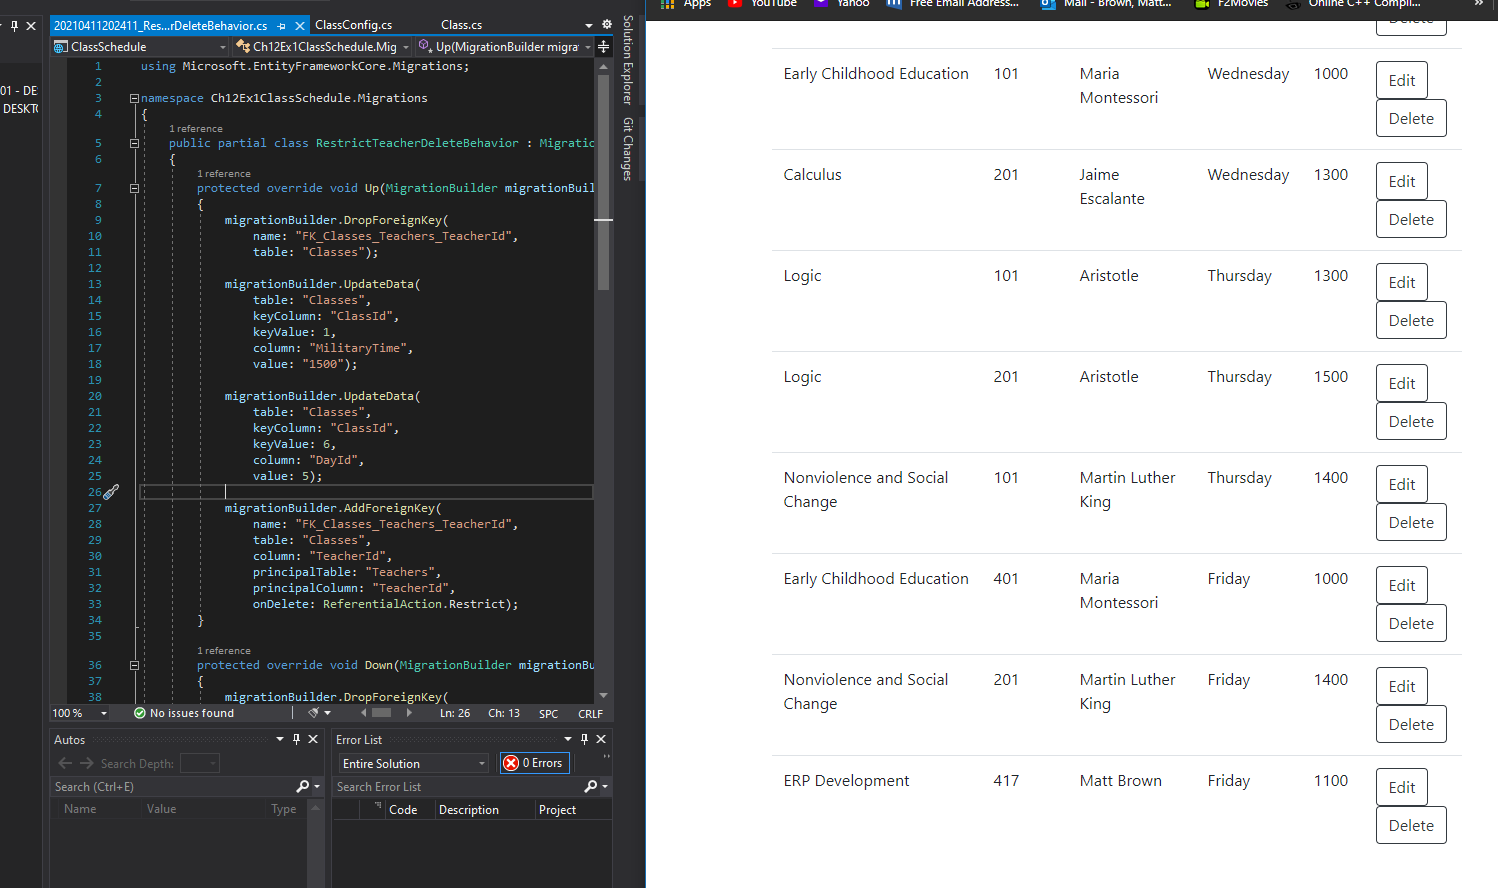 20210411202411_Res...rDeleteBehavior.cs
ClassConfig.cs
Class.cs
ClassSchedule
Ch12Ex1ClassSchedule.Mig
Up(MigrationBuilder migra
Solution Explorer
Git Changes
01 - DE
DESKT
1 using Microsoft.EntityFrameworkCore.Migrations;
2
3 namespace Ch12Ex1ClassSchedule.Migrations
4 {
1 reference
5 public partial class RestrictTeacherDeleteBehavior : Migratic
6 {
1 reference
7 protected override void Up(MigrationBuilder migrationBuil
8 {
9 migrationBuilder.DropForeignKey(
10 name: "FK_Classes_Teachers_TeacherId",
11 table: "Classes");
12
13 migrationBuilder.UpdateData(
14 table: "Classes",
15 keyColumn: "ClassId",
16 keyValue: 1,
17 column: "MilitaryTime",
18 value: "1500");
19
20 migrationBuilder.UpdateData(
21 table: "Classes",
22 keyColumn: "ClassId",
23 keyValue: 6,
24 column: "DayId",
25 value: 5);
26
27 migrationBuilder.AddForeignKey(
28 name: "FK_Classes_Teachers_TeacherId",
29 table: "Classes",
30 column: "TeacherId",
31 principalTable: "Teachers",
32 principalColumn: "TeacherId",
33 onDelete: ReferentialAction.Restrict);
34 }
35
1 reference
36 protected override void Down(MigrationBuilder migrationBu
37 {
38 migrationBuilder.DropForeignKey(
100 %
No issues found
Ln: 26 Ch: 13 SPC CRLF
Autos
Search Depth:
Search (Ctrl+E)
Name Value Type
Error List
Entire Solution
0 Errors
Search Error List
Code Description Project
Apps YouTube Yahoo Free Email Address... Mail - Brown, Matt... F2Movies Online C++ Compil...
Delete
Early Childhood Education 101 Maria Montessori Wednesday 1000 Edit
Delete
Calculus 201 Jaime Escalante Wednesday 1300 Edit
Delete
Logic 101 Aristotle Thursday 1300 Edit
Delete
Logic 201 Aristotle Thursday 1500 Edit
Delete
Nonviolence and Social Change 101 Martin Luther King Thursday 1400 Edit
Delete
Early Childhood Education 401 Maria Montessori Friday 1000 Edit
Delete
Nonviolence and Social Change 201 Martin Luther King Friday 1400 Edit
Delete
ERP Development 417 Matt Brown Friday 1100 Edit
Delete